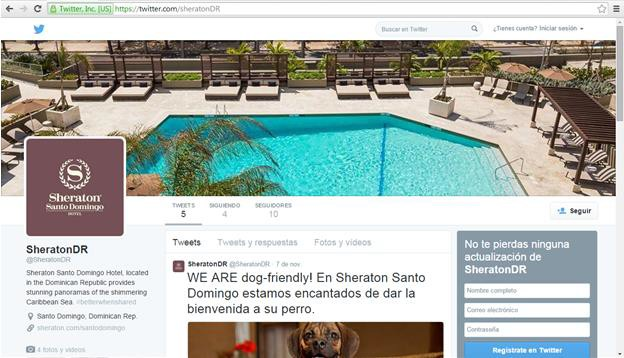 Twitter, Inc. [US] https://twitter.com/sheratonDR
Buscar en Twitter
¿Tienes cuenta? Iniciar sesión
S
Sheraton
Santo Domingo
HOTEL
TWEETS SIGUIENDO SEGUIDORES
5 4 10
Seguir
SheratonDR
@SheratonDR
Sheraton Santo Domingo Hotel, located
in the Dominican Republic provides
stunning panoramas of the shimmering
Caribbean Sea. #betterwhenshared
Santo Domingo, Dominican Rep.
sheraton.com/santodomingo
4 fotos y videos
Tweets Tweets y respuestas Fotos y vídeos
SheratonDR @SheratonDR · 7 de nov.
WE ARE dog-friendly! En Sheraton Santo
Domingo estamos encantados de dar la
bienvenida a su perro.
No te pierdas ninguna
actualización de
SheratonDR
Nombre completo
Correo electrónico
Contraseña
Regístrate en Twitter